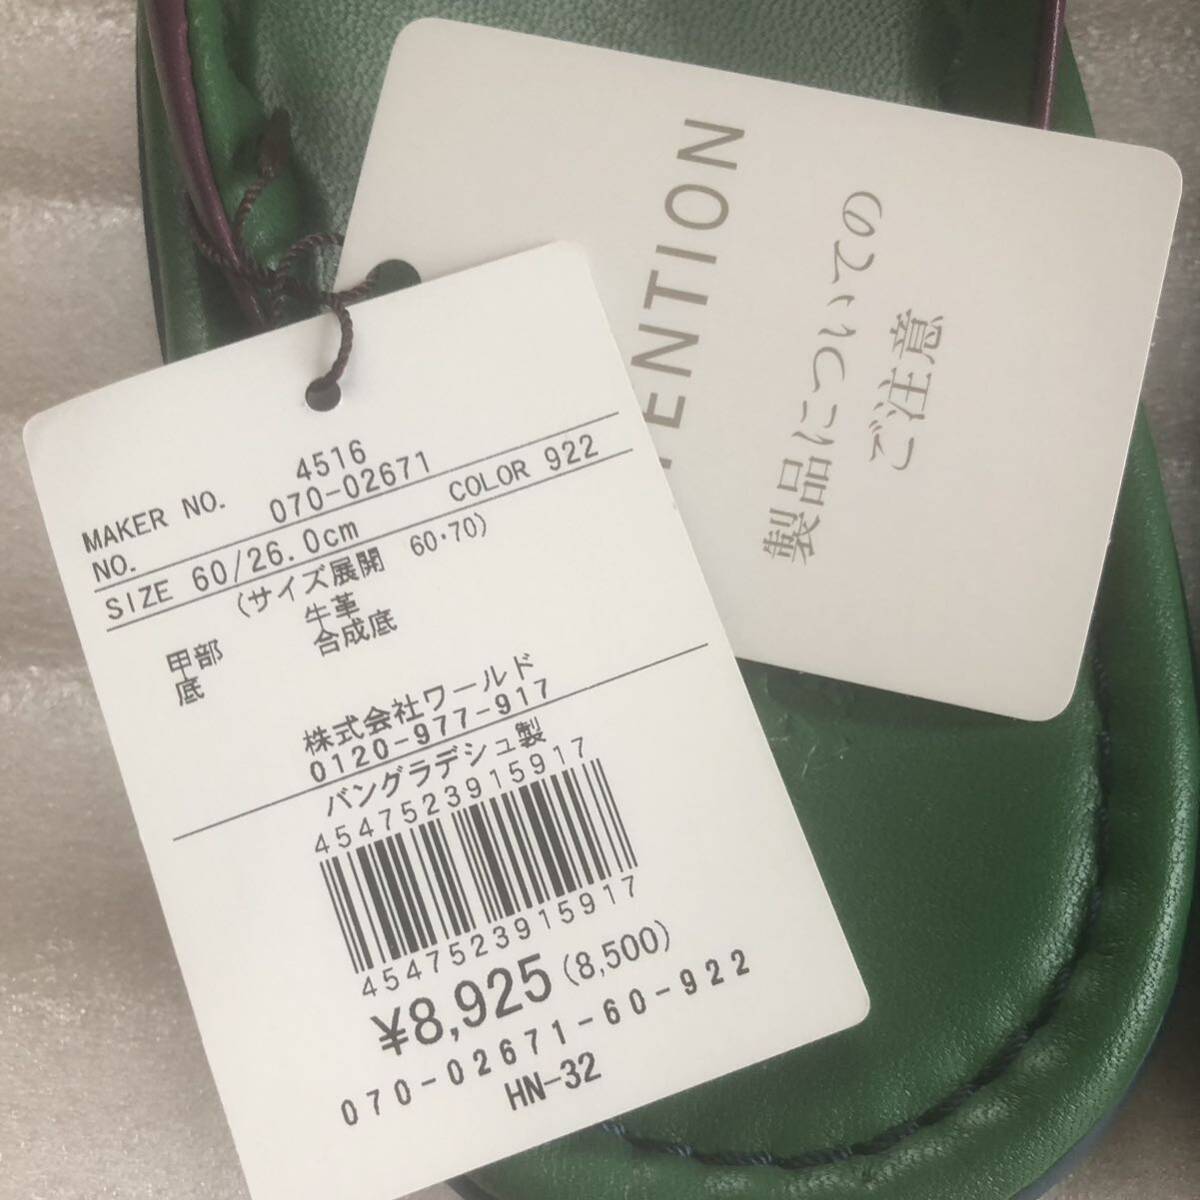 MAKER NO. 4516
NO. 070-02671
SIZE 60/26.0cm COLOR 922
(サイズ展開 60・70)
甲部 牛革
底 合成底
株式会社ワールド
0120-977-917
バングラデシュ製
4547523915917
4547523915917
¥8,925 (8,500)
070-02671-60-922
HN-32
TENTION
製品についての
ご注意